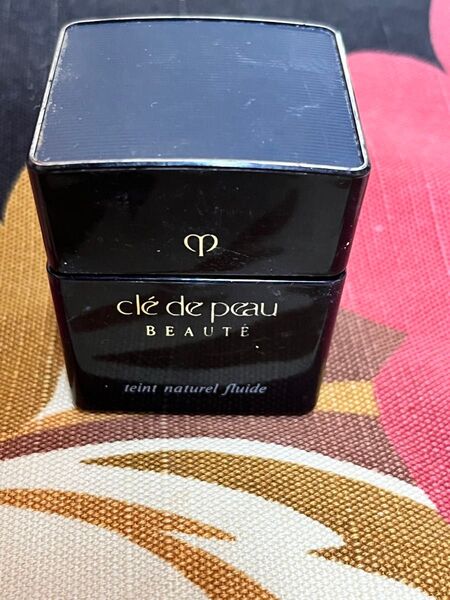 clé de peau
BEAUTÉ
teint naturel fluide